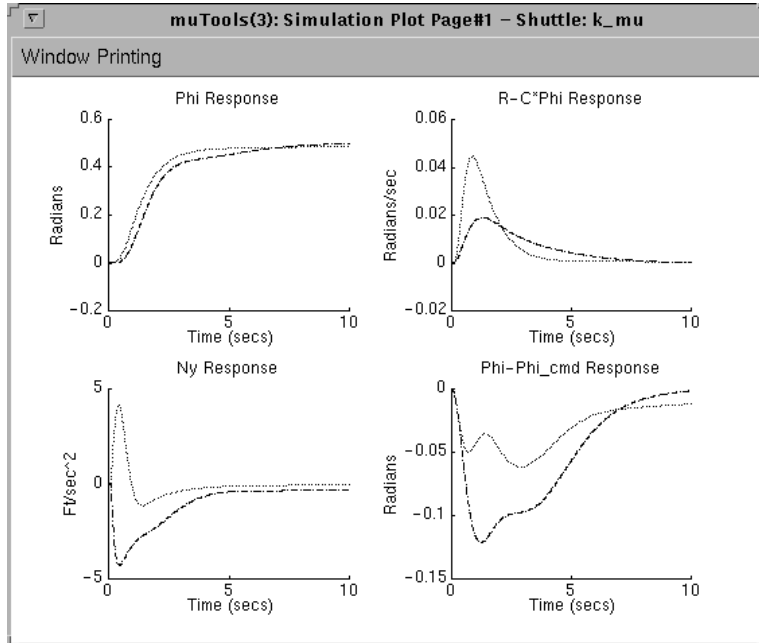 muTools(3): Simulation Plot Page#1 – Shuttle: k_mu
Window Printing
Phi Response
0.6
0.4
0.2
0
−0.2
Radians
0
5
10
Time (secs)
R−C*Phi Response
0.06
0.04
0.02
0
−0.02
Radians/sec
0
5
10
Time (secs)
Ny Response
5
0
−5
Ft/sec^2
0
5
10
Time (secs)
Phi−Phi_cmd Response
0
−0.05
−0.1
−0.15
Radians
0
5
10
Time (secs)